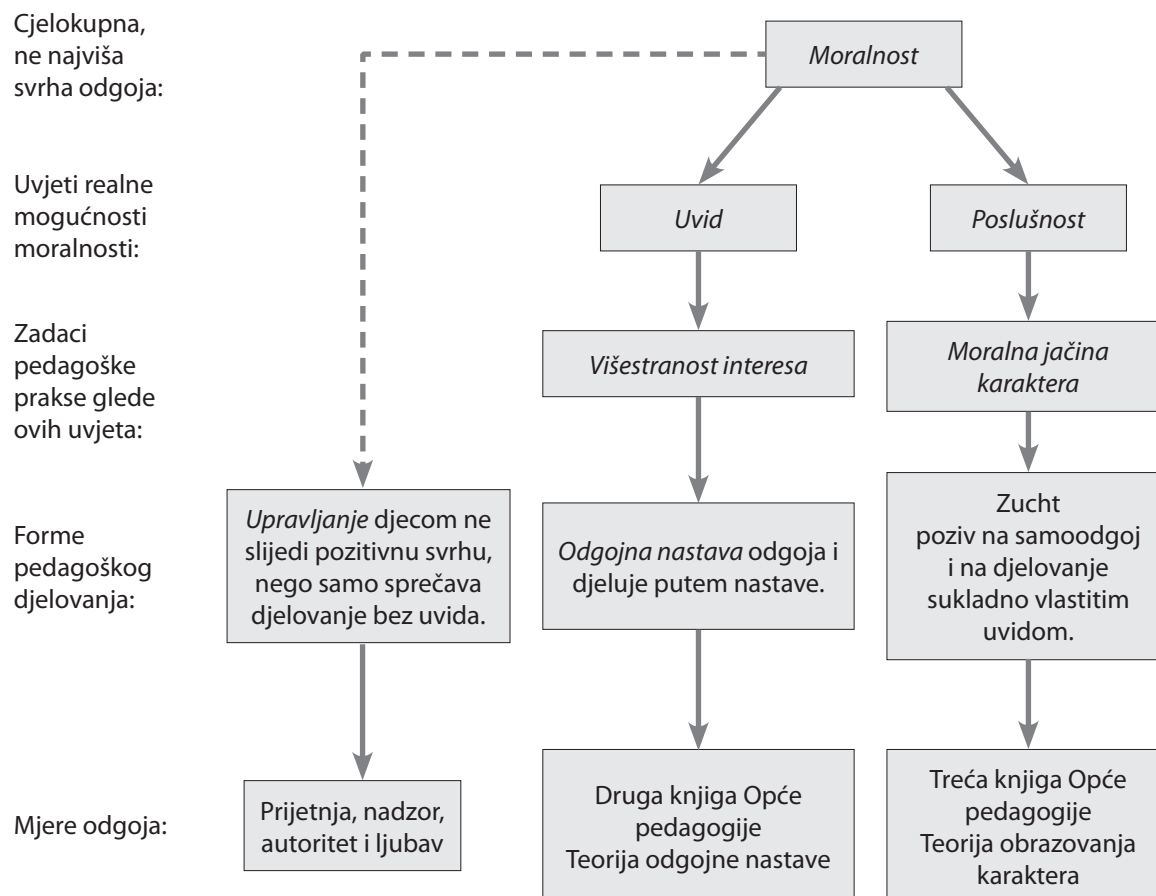 Cjelokupna,
ne najviša
svrha odgoja:
Moralnost
Uvjeti realne
mogućnosti
moralnosti:
Uvid
Poslušnost
Zadaci
pedagoške
prakse glede
ovih uvjeta:
Višestranost interesa
Moralna jačina
karaktera
Forme
pedagoškog
djelovanja:
Upravljanje djecom ne
slijedi pozitivnu svrhu,
nego samo sprečava
djelovanje bez uvida.
Odgojna nastava odgoja i
djeluje putem nastave.
Zucht
poziv na samoodgoj
i na djelovanje
sukladno vlastitim
uvidom.
Mjere odgoja:
Prijetnja, nadzor,
autoritet i ljubav
Druga knjiga Opće
pedagogije
Teorija odgojne nastave
Treća knjiga Opće
pedagogije
Teorija obrazovanja
karaktera